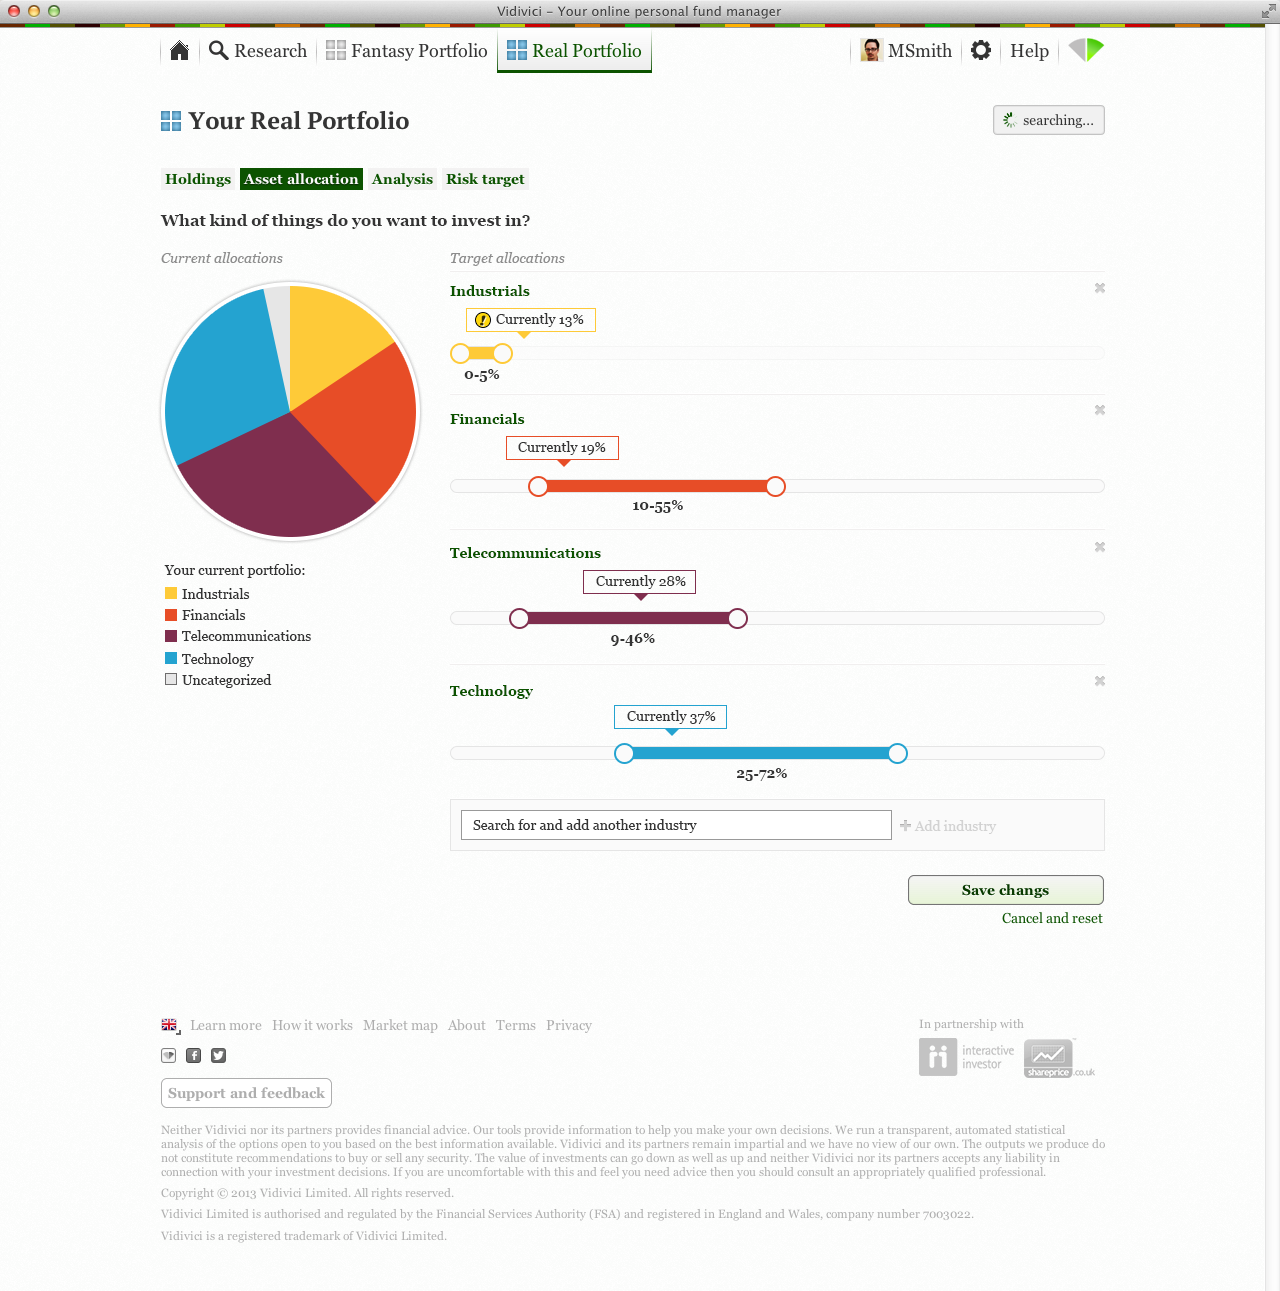 Vidivici – Your online personal fund manager
Research
Fantasy Portfolio
Real Portfolio
MSmith
Help
Your Real Portfolio
searching...
Holdings
Asset allocation
Analysis
Risk target
What kind of things do you want to invest in?
Current allocations
Your current portfolio:
Industrials
Financials
Telecommunications
Technology
Uncategorized
Target allocations
Industrials
! Currently 13%
0-5%
Financials
Currently 19%
10-55%
Telecommunications
Currently 28%
9-46%
Technology
Currently 37%
25-72%
Search for and add another industry
Add industry
Save changs
Cancel and reset
Learn more How it works Market map About Terms Privacy
Support and feedback
In partnership with
interactive
investor
shareprice.co.uk
Neither Vidivici nor its partners provides financial advice. Our tools provide information to help you make your own decisions. We run a transparent, automated statistical
analysis of the options open to you based on the best information available. Vidivici and its partners remain impartial and we have no view of our own. The outputs we produce do
not constitute recommendations to buy or sell any security. The value of investments can go down as well as up and neither Vidivici nor its partners accepts any liability in
connection with your investment decisions. If you are uncomfortable with this and feel you need advice then you should consult an appropriately qualified professional.
Copyright © 2013 Vidivici Limited. All rights reserved.
Vidivici Limited is authorised and regulated by the Financial Services Authority (FSA) and registered in England and Wales, company number 7003022.
Vidivici is a registered trademark of Vidivici Limited.